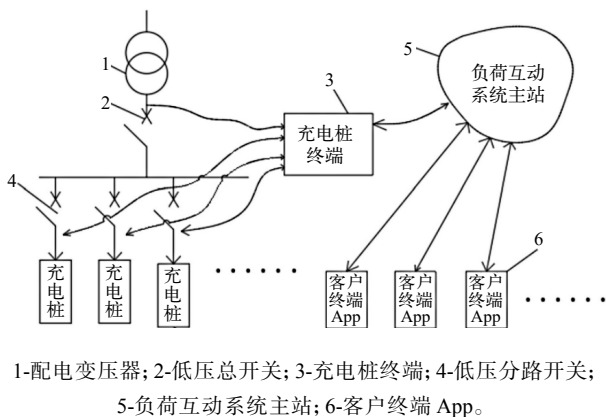 1
2
3
充电桩
终端
5
负荷互动
系统主站
4
充电桩
充电桩
充电桩
······
客户
终端
App
客户
终端
App
客户
终端
App
6
······
1-配电变压器;2-低压总开关;3-充电桩终端;4-低压分路开关;
5-负荷互动系统主站;6-客户终端 App。